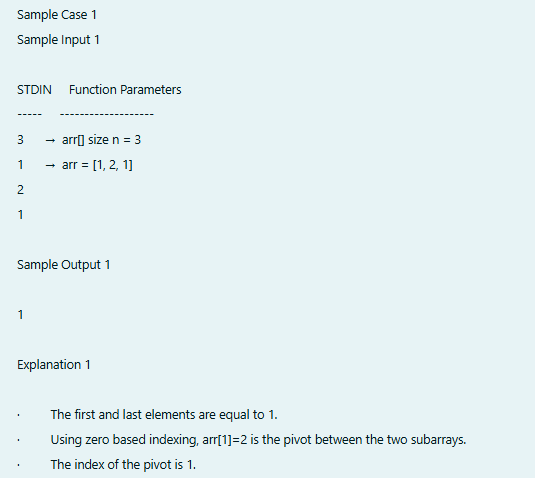 Sample Case 1
Sample Input 1
STDIN Function Parameters
----- -------------------
3 → arr[] size n = 3
1 → arr = [1, 2, 1]
2
1
Sample Output 1
1
Explanation 1
· The first and last elements are equal to 1.
· Using zero based indexing, arr[1]=2 is the pivot between the two subarrays.
· The index of the pivot is 1.